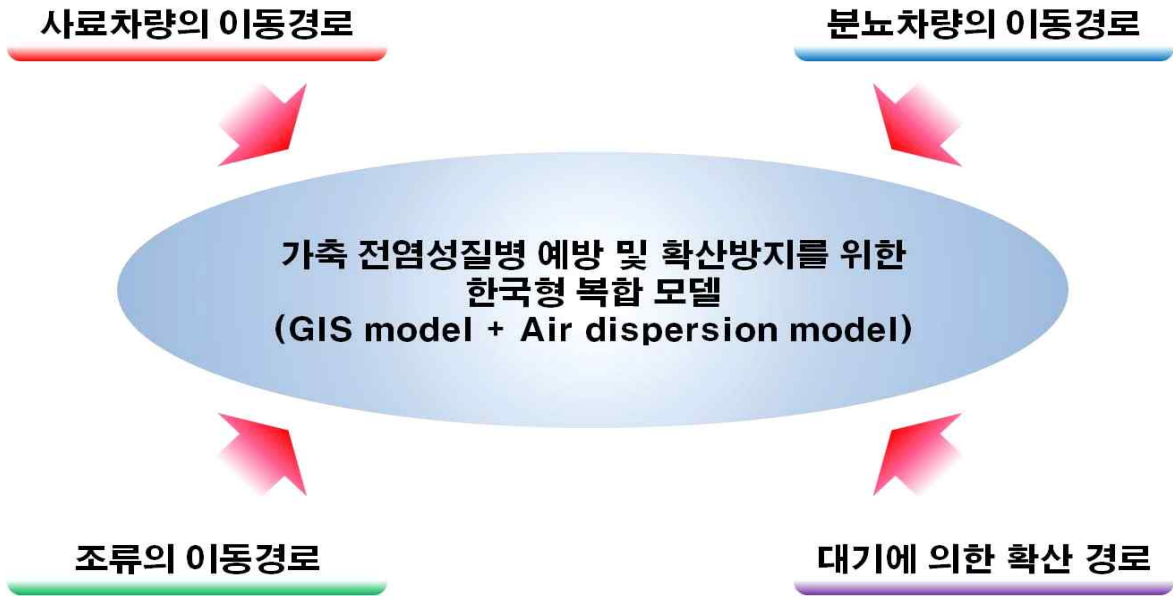 사료차량의 이동경로
분뇨차량의 이동경로
가축 전염성질병 예방 및 확산방지를 위한
한국형 복합 모델
(GIS model + Air dispersion model)
조류의 이동경로
대기에 의한 확산 경로